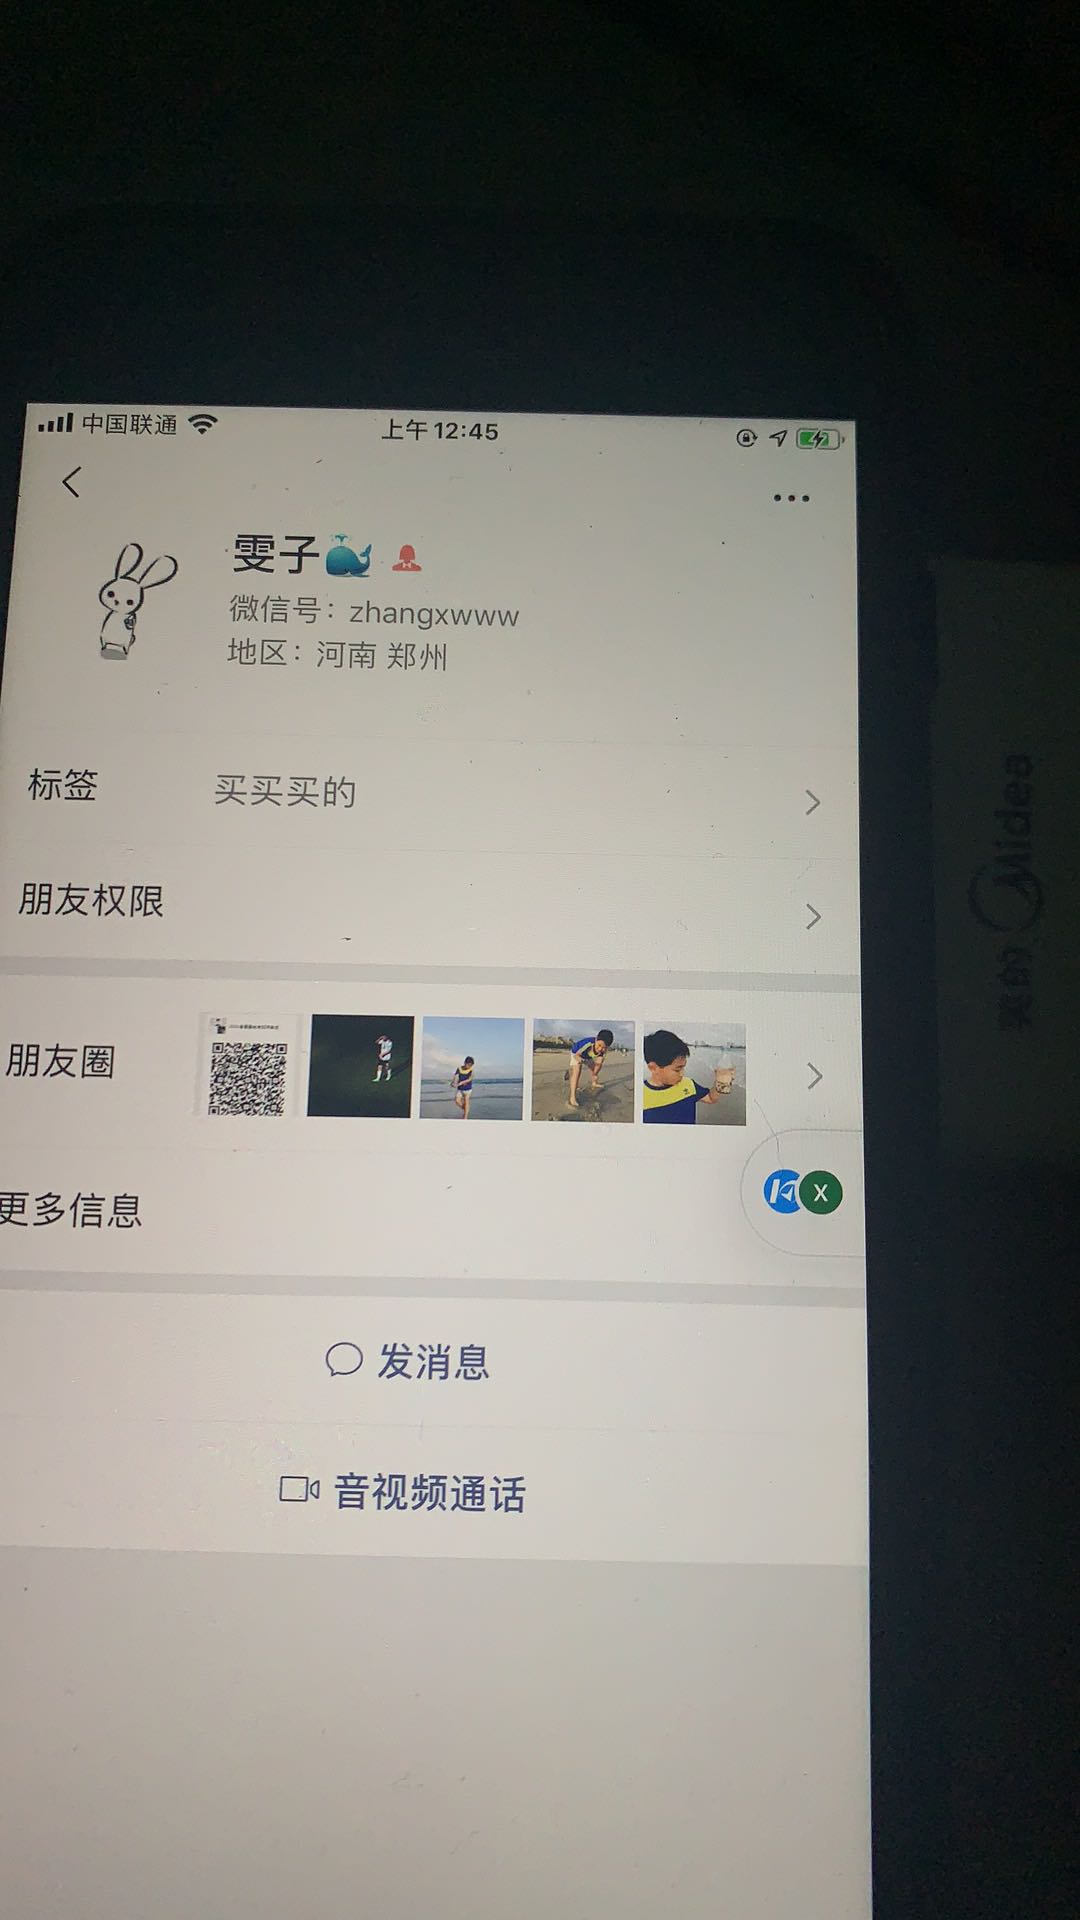 中国联通
上午12:45
雯子🐳
微信号：zhangxwww
地区：河南 郑州
标签 买买买的
朋友权限
朋友圈
更多信息
X
发消息
音视频通话
美的 Midea